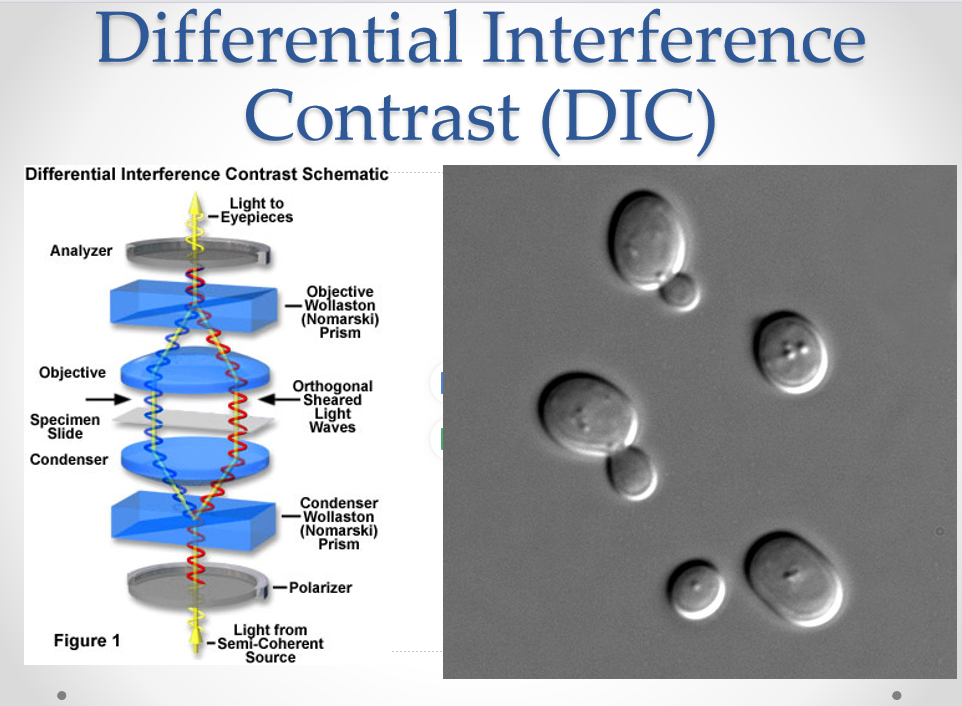 Differential Interference
Contrast (DIC)
Differential Interference Contrast Schematic
Light to
Eyepieces
Analyzer
Objective
Wollaston
(Nomarski)
Prism
Objective
Orthogonal
Sheared
Light
Waves
Specimen
Slide
Condenser
Condenser
Wollaston
(Nomarski)
Prism
Polarizer
Figure 1
Light from
Semi-Coherent
Source